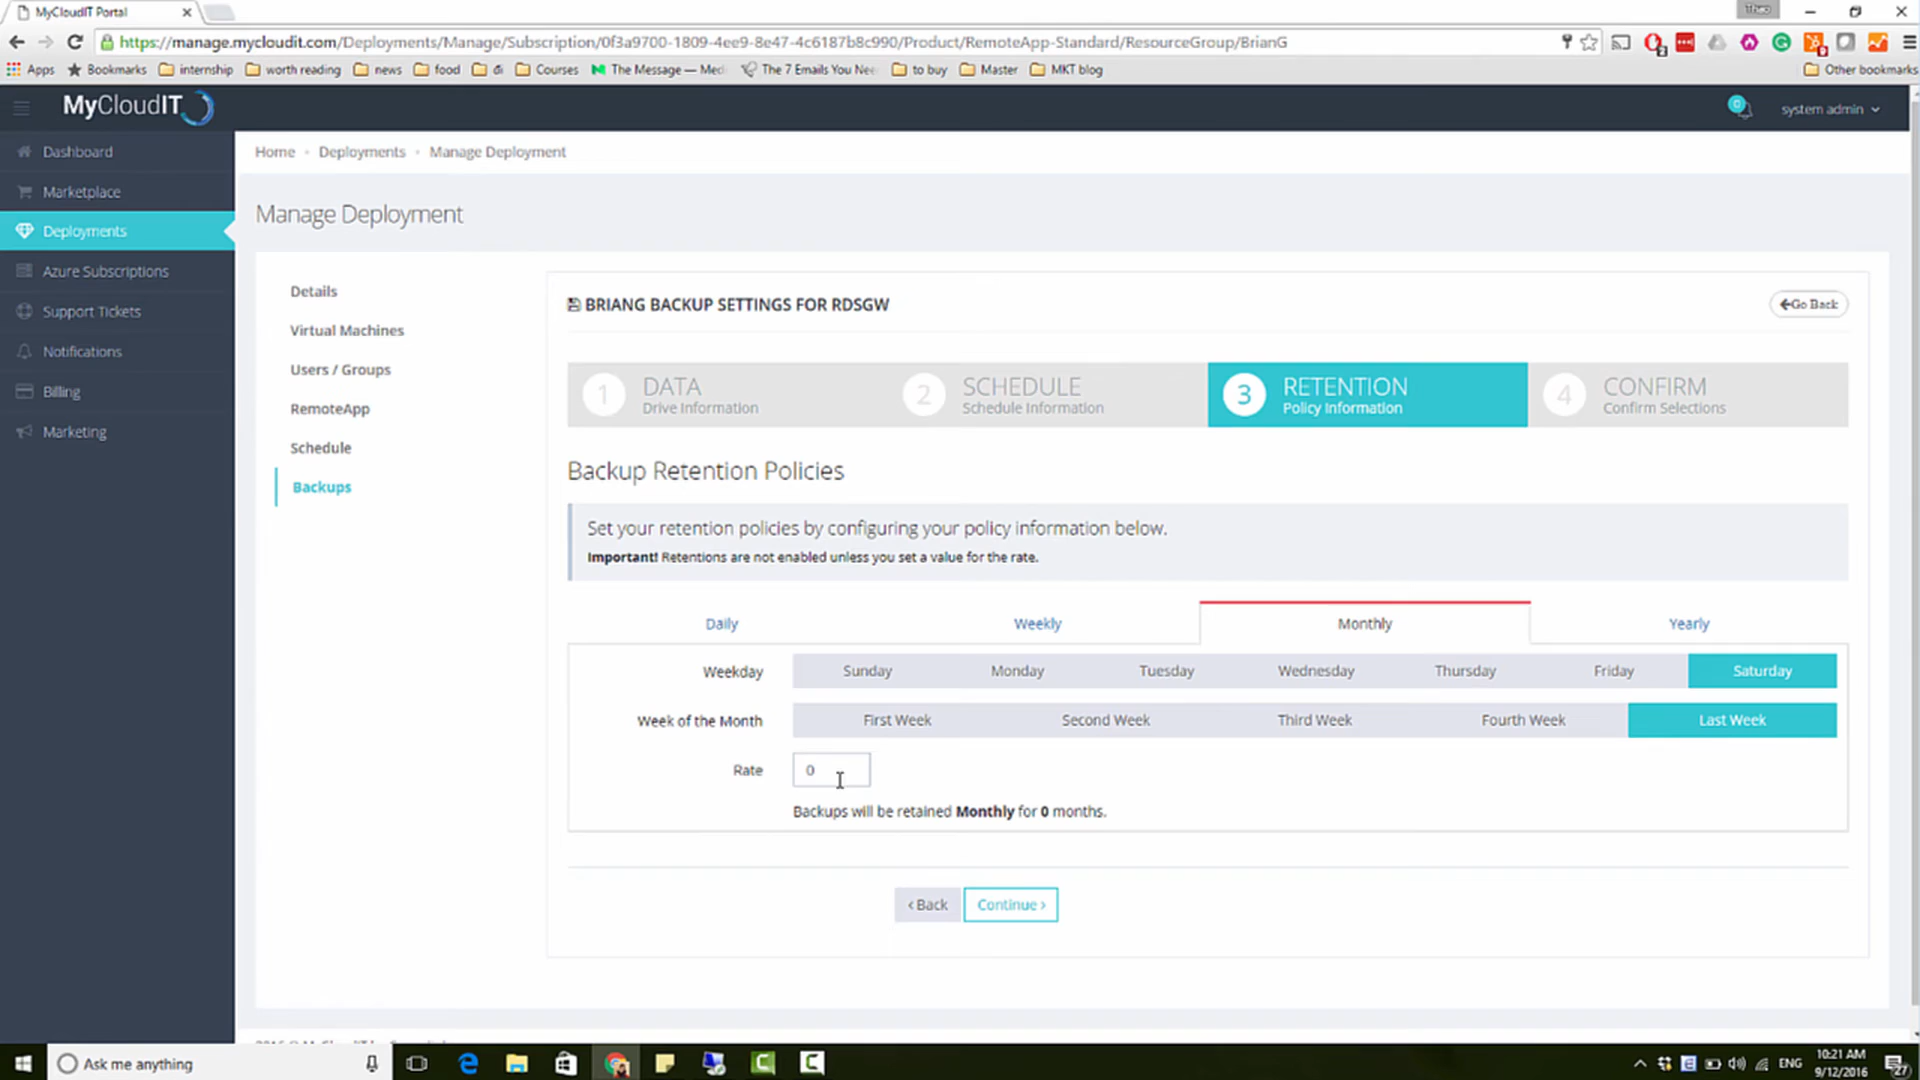 MyCloudIT Portal
Theo
https://manage.mycloudit.com/Deployments/Manage/Subscription/0f3a9700-1809-4ee9-8e47-4c6187b8c990/Product/RemoteApp-Standard/ResourceGroup/BrianG
Apps Bookmarks internship worth reading news food đi Courses The Message — Med The 7 Emails You Nee to buy Master MKT blog Other bookmarks
MyCloudIT 0 system admin
Dashboard
Marketplace
Deployments
Azure Subscriptions
Support Tickets
Notifications
Billing
Marketing
Home Deployments Manage Deployment
Manage Deployment
Details
Virtual Machines
Users / Groups
RemoteApp
Schedule
Backups
BRIANG BACKUP SETTINGS FOR RDSGW
Go Back
1 DATA
Drive Information
2 SCHEDULE
Schedule Information
3 RETENTION
Policy Information
4 CONFIRM
Confirm Selections
Backup Retention Policies
Set your retention policies by configuring your policy information below.
Important! Retentions are not enabled unless you set a value for the rate.
Daily Weekly Monthly Yearly
Weekday Sunday Monday Tuesday Wednesday Thursday Friday Saturday
Week of the Month First Week Second Week Third Week Fourth Week Last Week
Rate 0
Backups will be retained Monthly for 0 months.
‹ Back Continue ›
Ask me anything
ENG
10:21 AM
9/12/2016
27